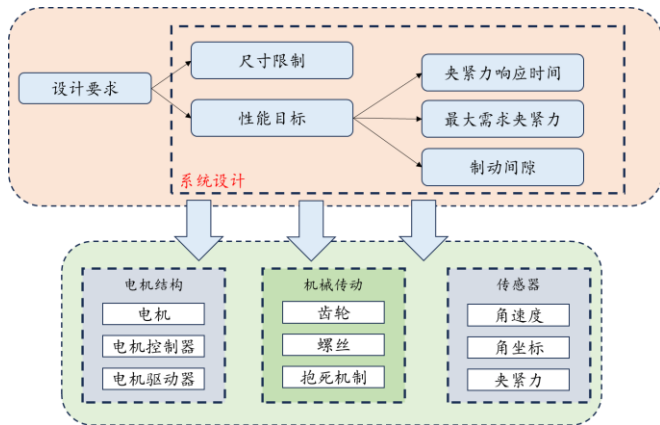 尺寸限制
夹紧力响应时间
设计要求
性能目标
最大需求夹紧力
制动间隙
系统设计
电机结构
电机
电机控制器
电机驱动器
机械传动
齿轮
螺丝
抱死机制
传感器
角速度
角坐标
夹紧力